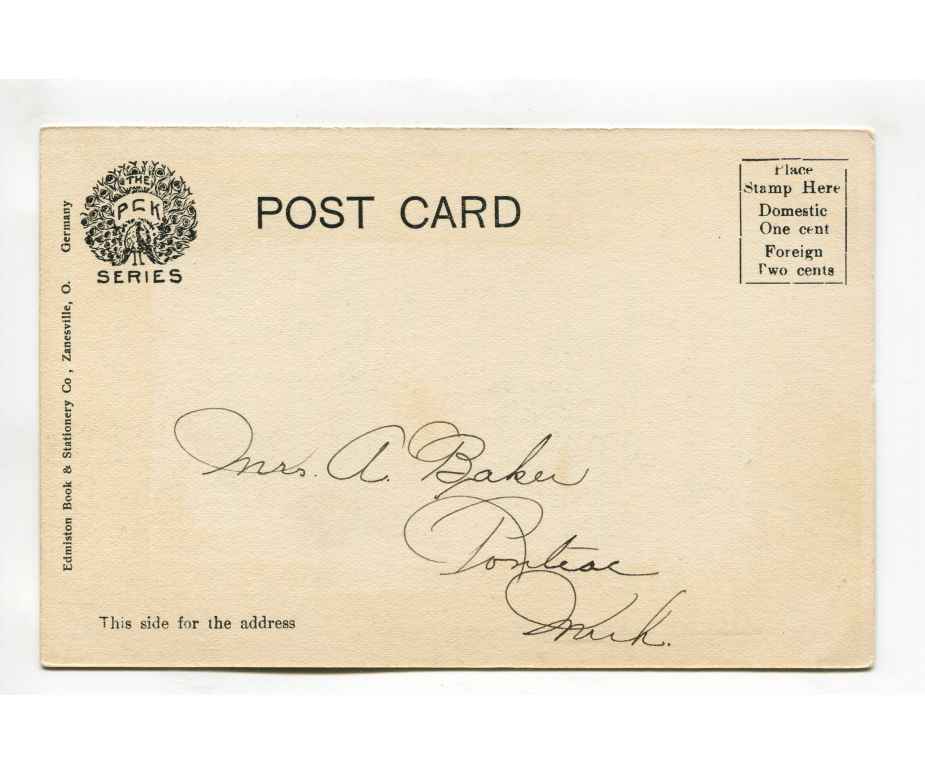 THE
PCK
SERIES
POST CARD
Place
Stamp Here
Domestic
One cent
Foreign
Two cents
Edmiston Book & Stationery Co., Zanesville, O. Germany
Mrs. A. Baker
Pontiac
Mich.
This side for the address